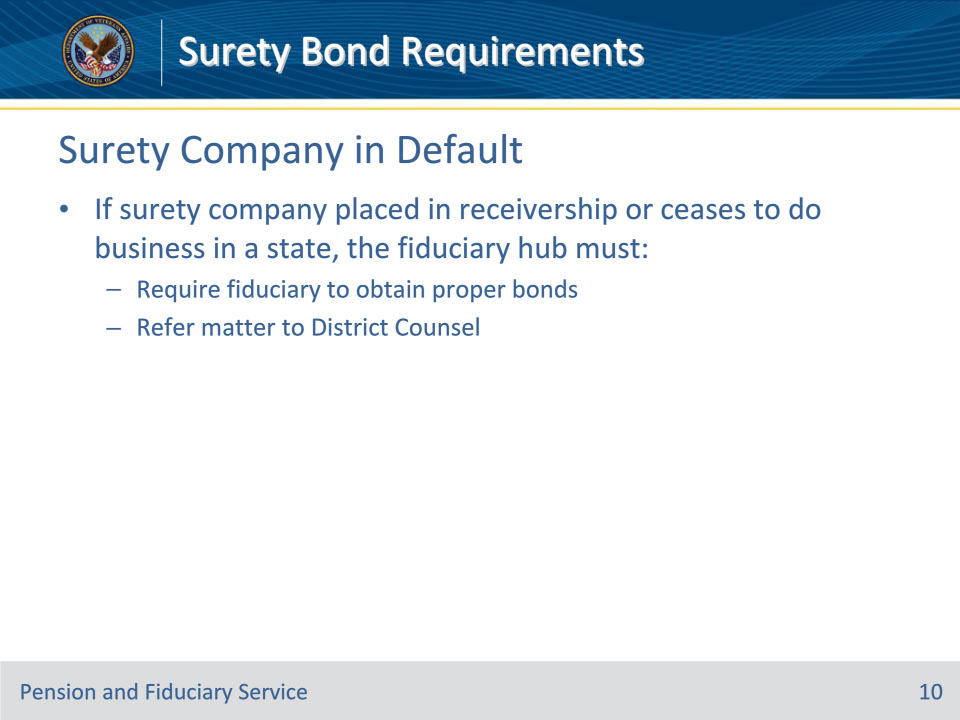 Surety Bond Requirements
Surety Company in Default
• If surety company placed in receivership or ceases to do
business in a state, the fiduciary hub must:
– Require fiduciary to obtain proper bonds
– Refer matter to District Counsel
Pension and Fiduciary Service
10